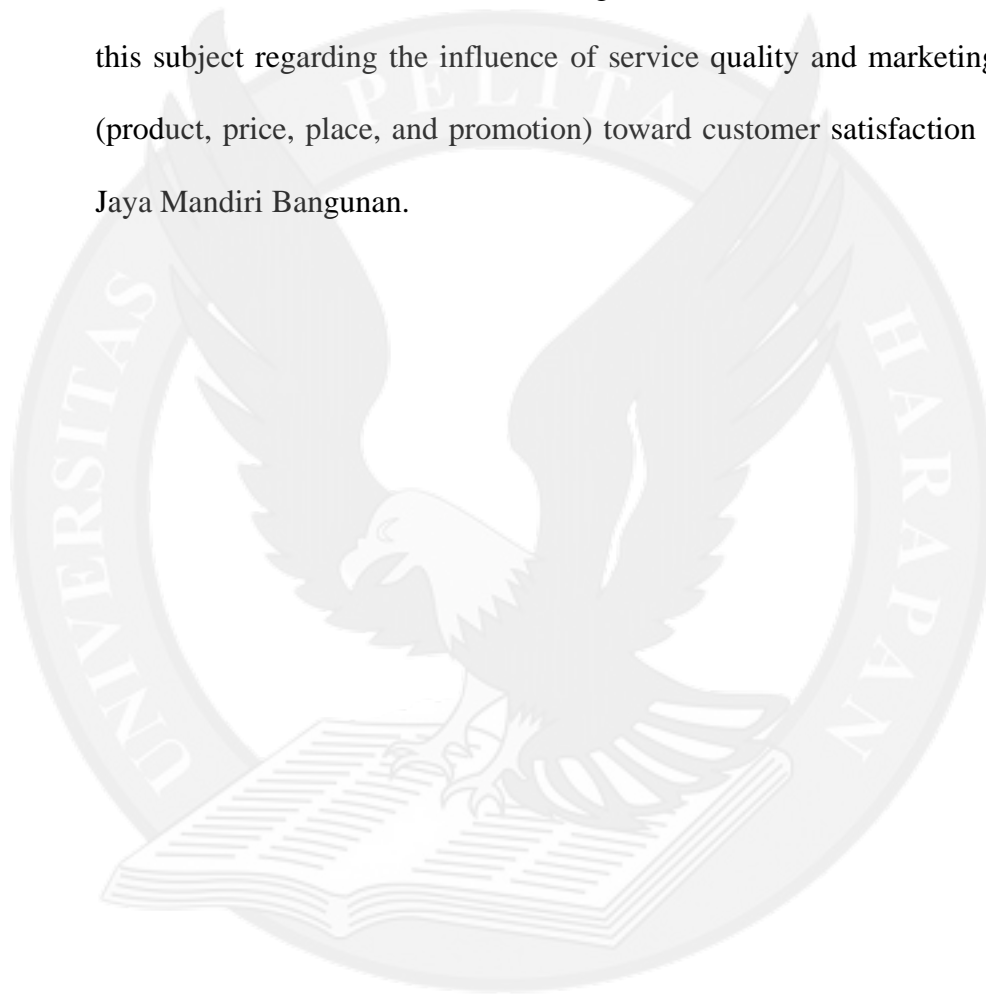 this subject regarding the influence of service quality and marketing
(product, price, place, and promotion) toward customer satisfaction
Jaya Mandiri Bangunan.
UNIVERSITAS PELITA HARAPAN